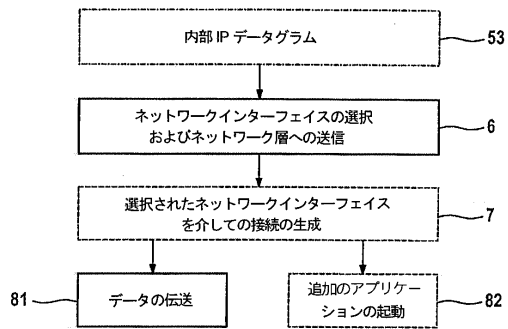 内部 IP データグラム
53
ネットワークインターフェイスの選択
およびネットワーク層への送信
6
選択されたネットワークインターフェイス
を介しての接続の生成
7
81
データの伝送
追加のアプリケー
ションの起動
82